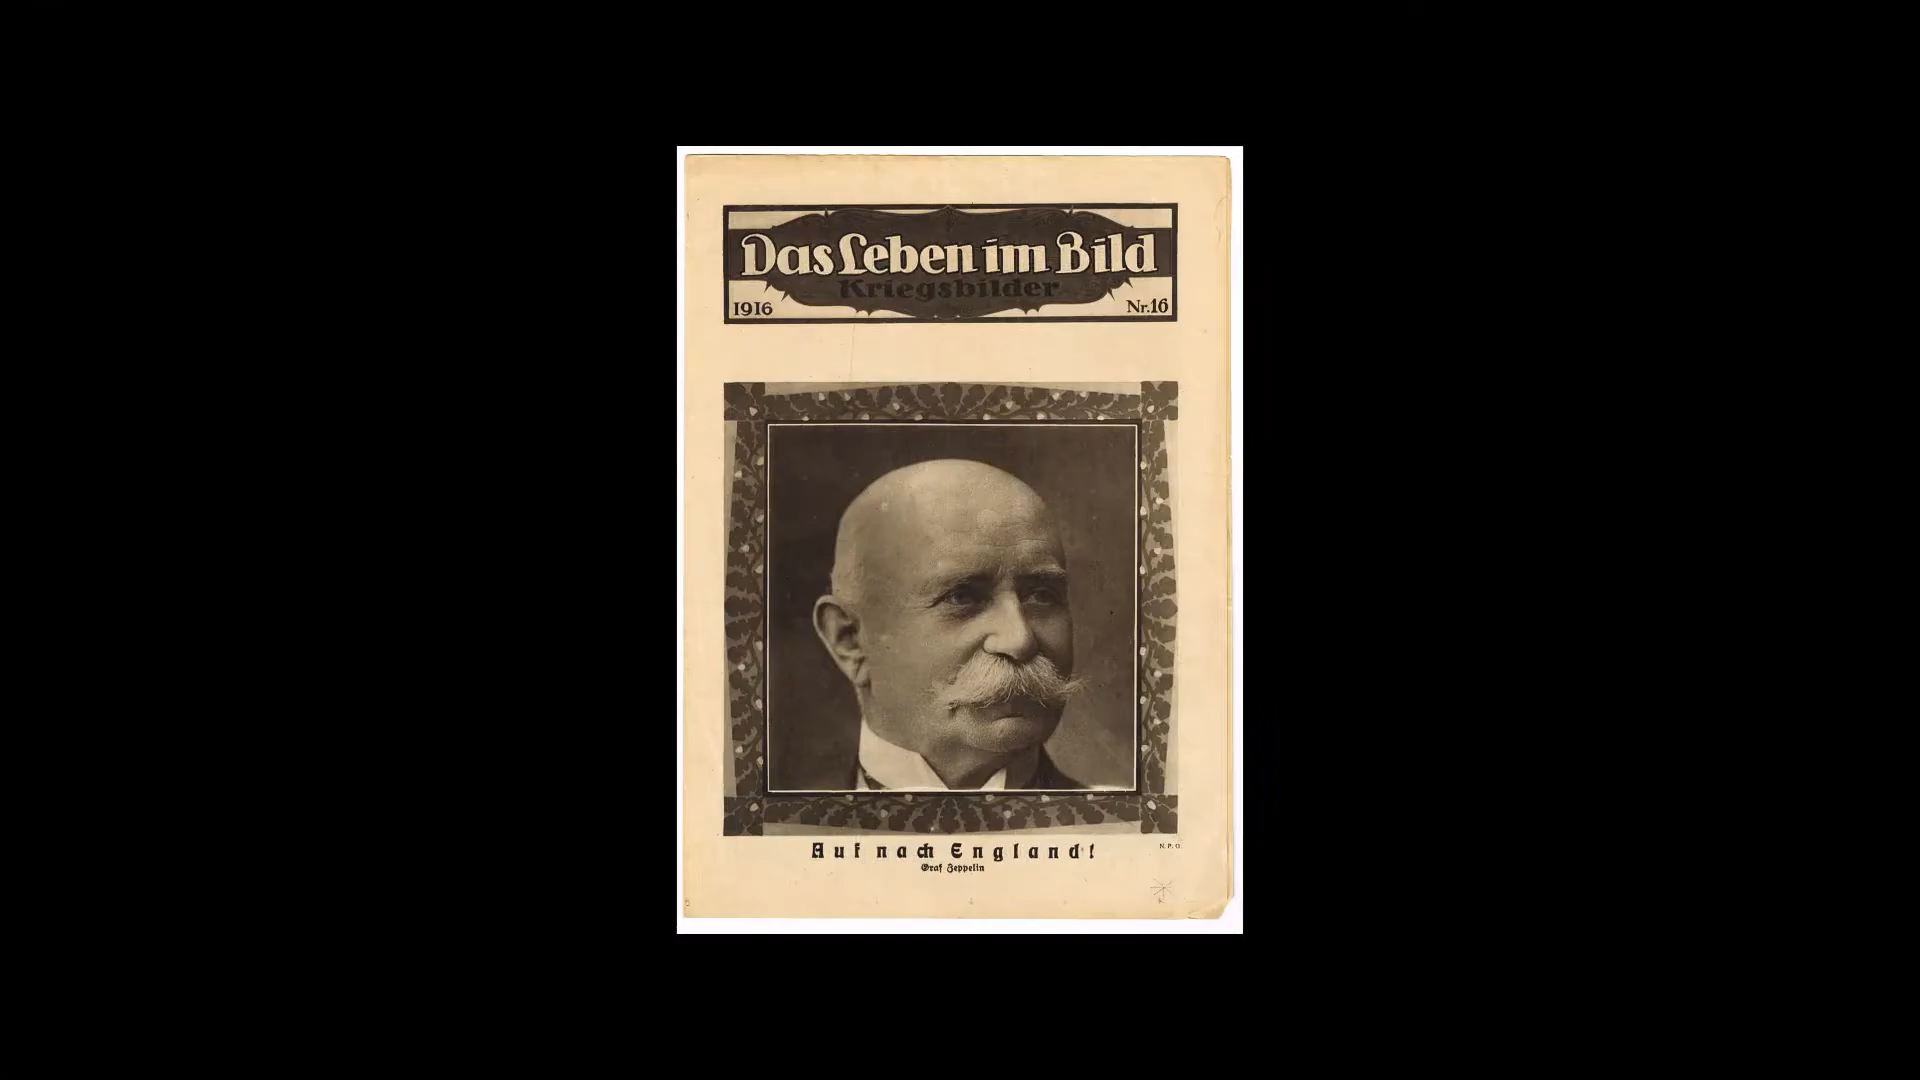 Das Leben im Bild
Kriegsbilder
1916
Nr.16
Auf nach England!
N. P. G.
Graf Zeppelin